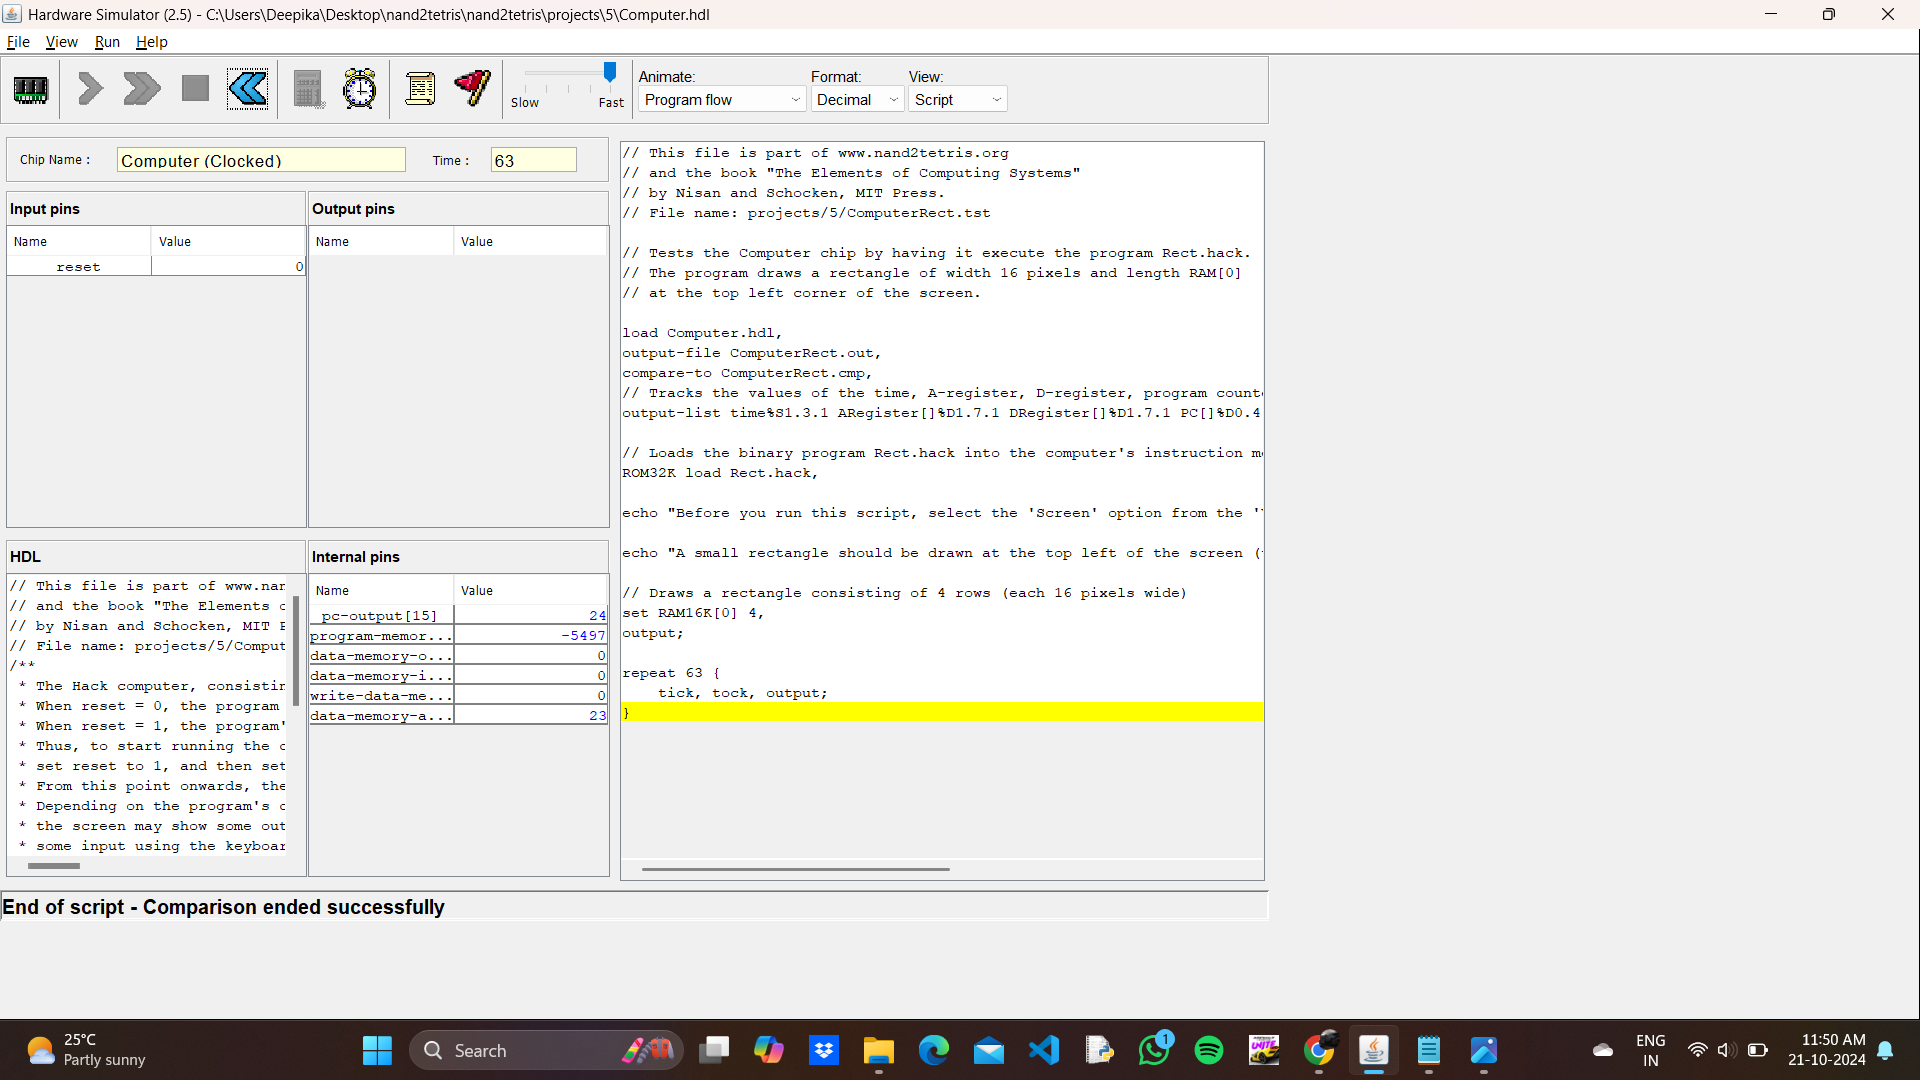 Hardware Simulator (2.5) - C:\Users\Deepika\Desktop\nand2tetris\nand2tetris\projects\5\Computer.hdl
File View Run Help
Slow Fast
Animate: Format: View:
Program flow Decimal Script
Chip Name : Computer (Clocked) Time : 63
Input pins
Name Value
reset 0
Output pins
Name Value
HDL
// This file is part of www.nan
// and the book "The Elements o
// by Nisan and Schocken, MIT P
// File name: projects/5/Comput
/**
* The Hack computer, consistin
* When reset = 0, the program
* When reset = 1, the program'
* Thus, to start running the c
* set reset to 1, and then set
* From this point onwards, the
* Depending on the program's c
* the screen may show some out
* some input using the keyboar
Internal pins
Name Value
pc-output[15] 24
program-memor... -5497
data-memory-o... 0
data-memory-i... 0
write-data-me... 0
data-memory-a... 23
// This file is part of www.nand2tetris.org
// and the book "The Elements of Computing Systems"
// by Nisan and Schocken, MIT Press.
// File name: projects/5/ComputerRect.tst
// Tests the Computer chip by having it execute the program Rect.hack.
// The program draws a rectangle of width 16 pixels and length RAM[0]
// at the top left corner of the screen.
load Computer.hdl,
output-file ComputerRect.out,
compare-to ComputerRect.cmp,
// Tracks the values of the time, A-register, D-register, program count
output-list time%S1.3.1 ARegister[]%D1.7.1 DRegister[]%D1.7.1 PC[]%D0.4
// Loads the binary program Rect.hack into the computer's instruction m
ROM32K load Rect.hack,
echo "Before you run this script, select the 'Screen' option from the '
echo "A small rectangle should be drawn at the top left of the screen (
// Draws a rectangle consisting of 4 rows (each 16 pixels wide)
set RAM16K[0] 4,
output;
repeat 63 {
tick, tock, output;
}
End of script - Comparison ended successfully
25°C
Partly sunny
Search
1
ENG
IN
11:50 AM
21-10-2024